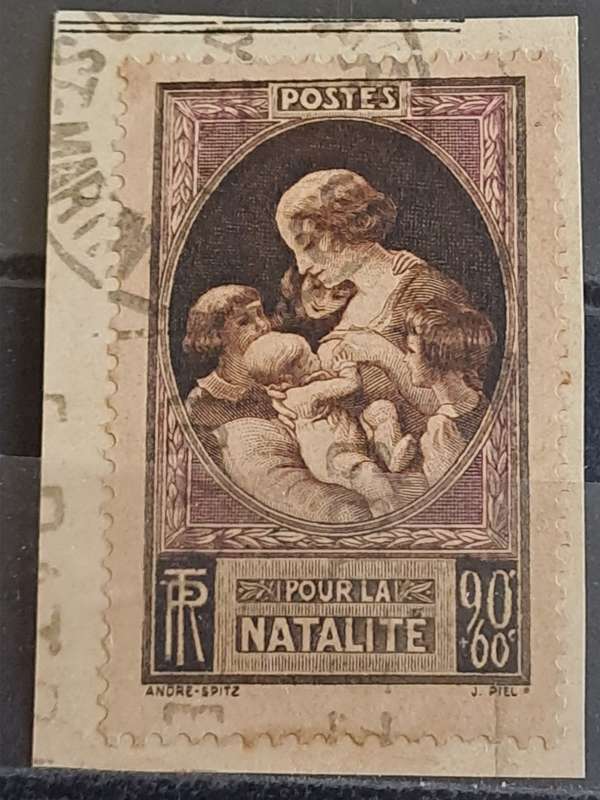 POSTES
RF
POUR LA
NATALITÉ
90c
+60c
ANDRÉ-SPITZ
J. PIEL